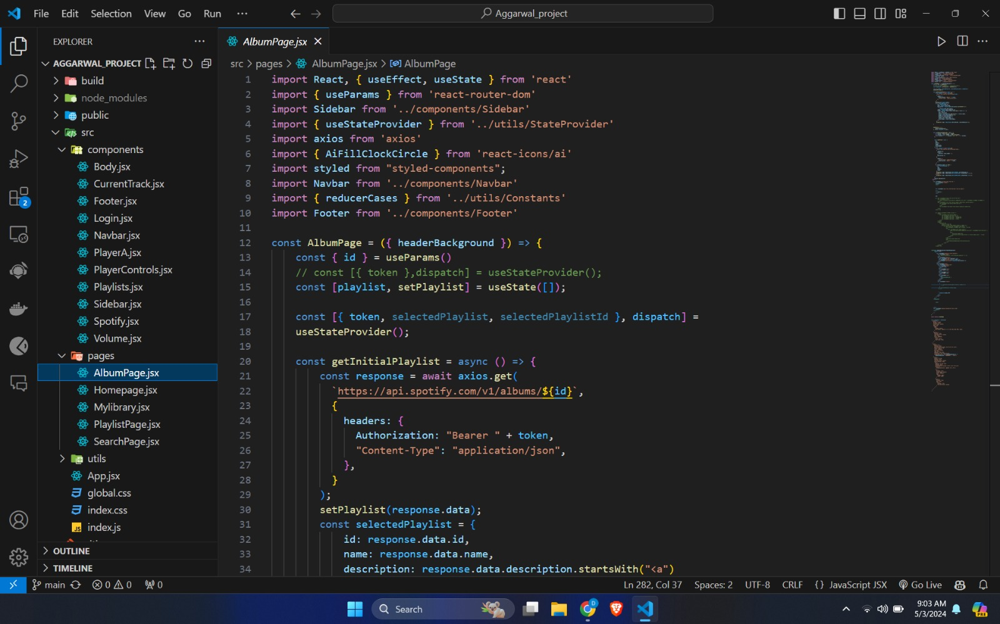 File Edit Selection View Go Run ···
Aggarwal_project
EXPLORER
AGGARWAL_PROJECT
build
node_modules
public
src
components
Body.jsx
CurrentTrack.jsx
Footer.jsx
Login.jsx
Navbar.jsx
PlayerA.jsx
PlayerControls.jsx
Playlists.jsx
Sidebar.jsx
Spotify.jsx
Volume.jsx
pages
AlbumPage.jsx
Homepage.jsx
Mylibrary.jsx
PlaylistPage.jsx
SearchPage.jsx
utils
App.jsx
global.css
index.css
JS index.js
OUTLINE
TIMELINE
2
AlbumPage.jsx
src > pages > AlbumPage.jsx > AlbumPage
1 import React, { useEffect, useState } from 'react'
2 import { useParams } from 'react-router-dom'
3 import Sidebar from '../components/Sidebar'
4 import { useStateProvider } from '../utils/StateProvider'
5 import axios from 'axios'
6 import { AiFillClockCircle } from 'react-icons/ai'
7 import styled from "styled-components";
8 import Navbar from '../components/Navbar'
9 import { reducerCases } from '../utils/Constants'
10 import Footer from '../components/Footer'
11
12 const AlbumPage = ({ headerBackground }) => {
13 const { id } = useParams()
14 // const [{ token },dispatch] = useStateProvider();
15 const [playlist, setPlaylist] = useState([]);
16
17 const [{ token, selectedPlaylist, selectedPlaylistId }, dispatch] =
18 useStateProvider();
19
20 const getInitialPlaylist = async () => {
21 const response = await axios.get(
22 `https://api.spotify.com/v1/albums/${id}`,
23 {
24 headers: {
25 Authorization: "Bearer " + token,
26 "Content-Type": "application/json",
27 },
28 }
29 );
30 setPlaylist(response.data);
31 const selectedPlaylist = {
32 id: response.data.id,
33 name: response.data.name,
34 description: response.data.description.startsWith("<a")
main 0 0 0
Ln 282, Col 37 Spaces: 2 UTF-8 CRLF {} JavaScript JSX Go Live
Search
D
9:03 AM
5/3/2024
PRE